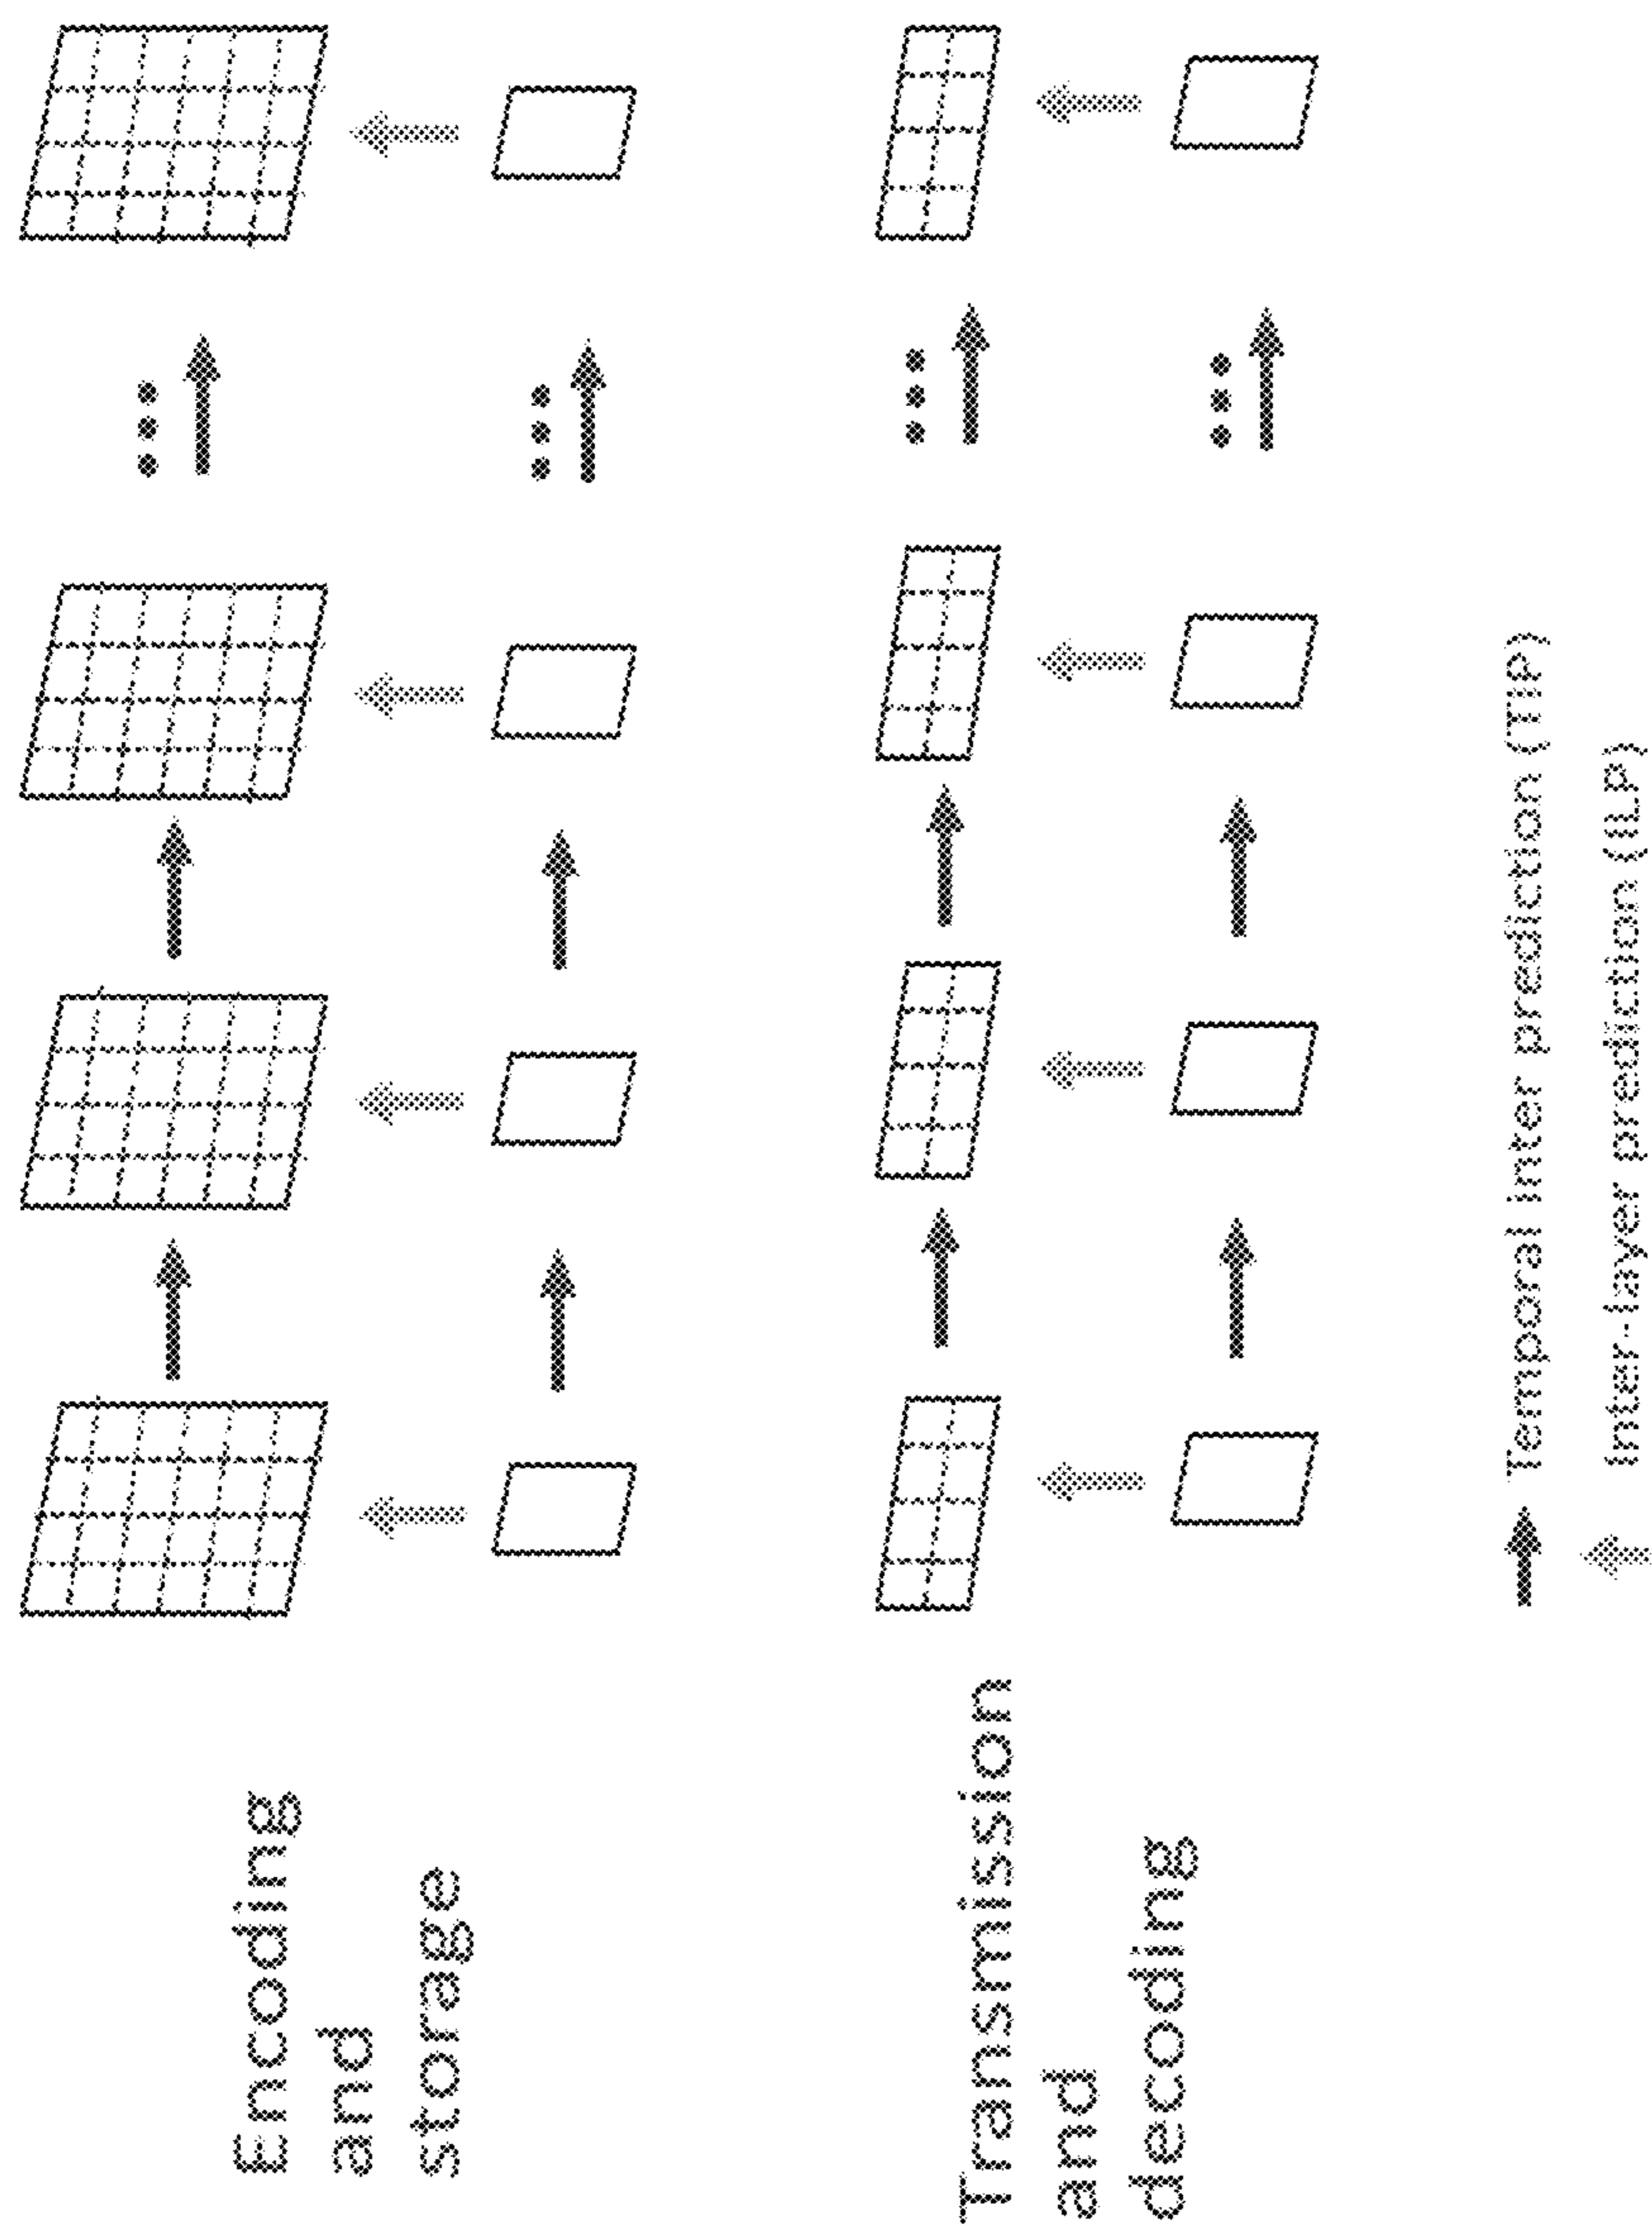 Encoding
and
storage
Transmission
and
decoding
Temporal inter prediction (TIP)
Inter-layer prediction (ILP)